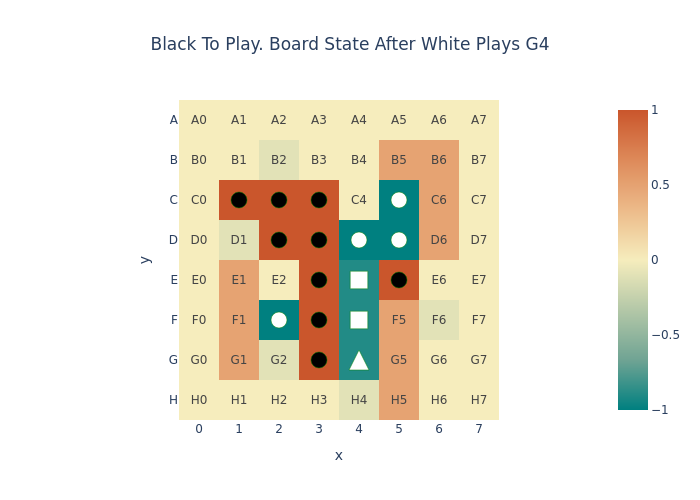 Black To Play. Board State After White Plays G4
A A0 A1 A2 A3 A4 A5 A6 A7
B B0 B1 B2 B3 B4 B5 B6 B7
C C0 C4 C6 C7
D D0 D1 D6 D7
E E0 E1 E2 E6 E7
F F0 F1 F5 F6 F7
G G0 G1 G2 G5 G6 G7
H H0 H1 H2 H3 H4 H5 H6 H7
0 1 2 3 4 5 6 7
x
y
1
0.5
0
−0.5
−1